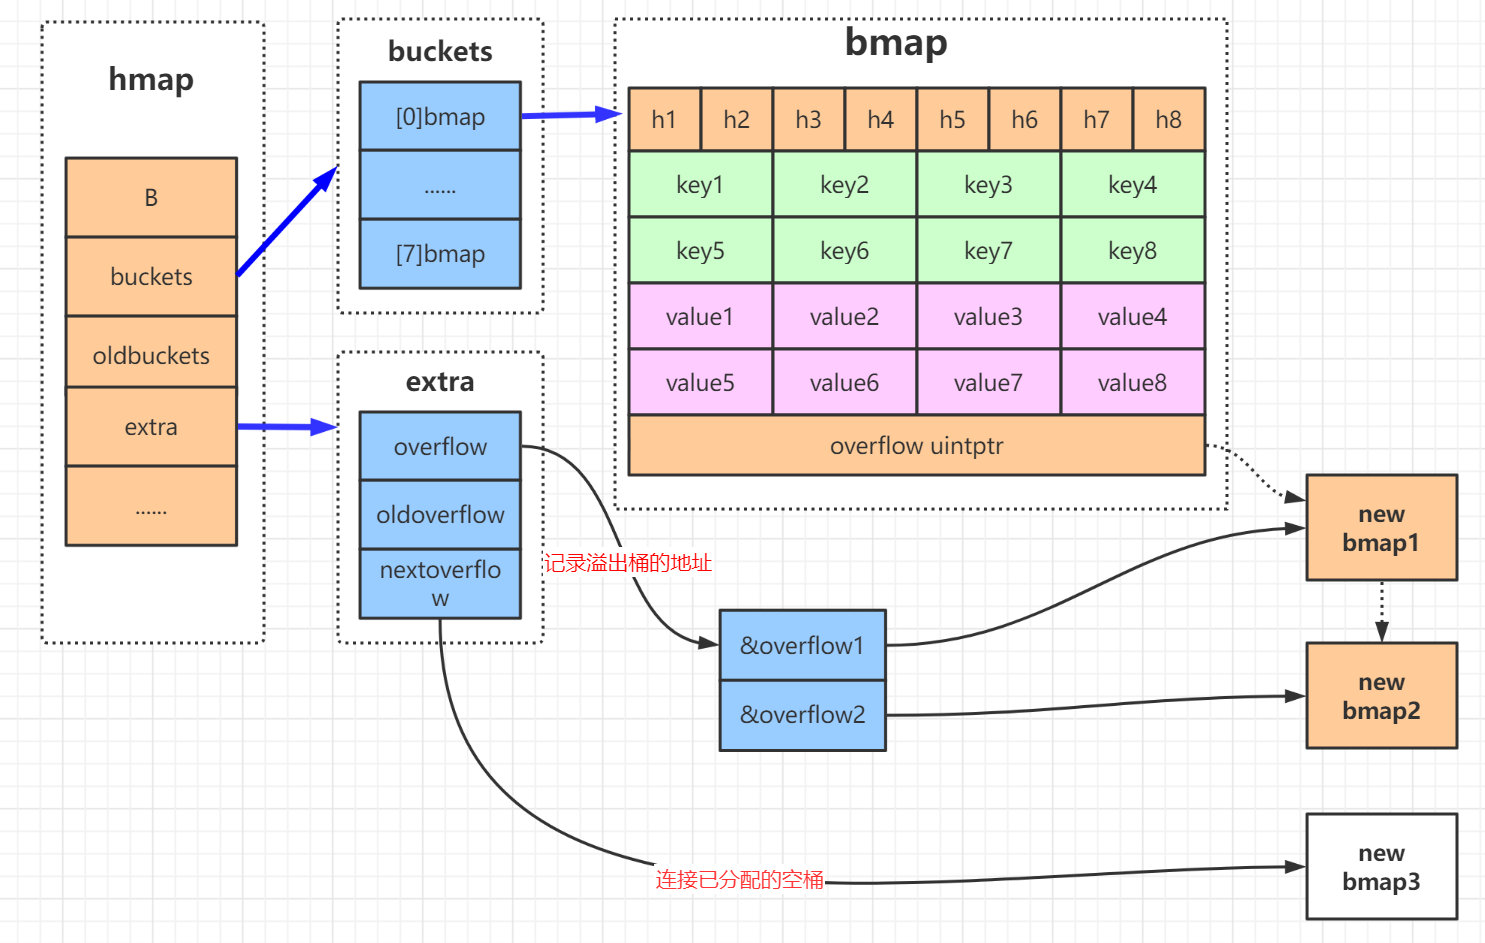 hmap
B
buckets
oldbuckets
extra
......
buckets
[0]bmap
......
[7]bmap
extra
overflow
oldoverflow
nextoverflo
w
bmap
h1 h2 h3 h4 h5 h6 h7 h8
key1 key2 key3 key4
key5 key6 key7 key8
value1 value2 value3 value4
value5 value6 value7 value8
overflow uintptr
记录溢出桶的地址
&overflow1
&overflow2
连接已分配的空桶
new
bmap1
new
bmap2
new
bmap3